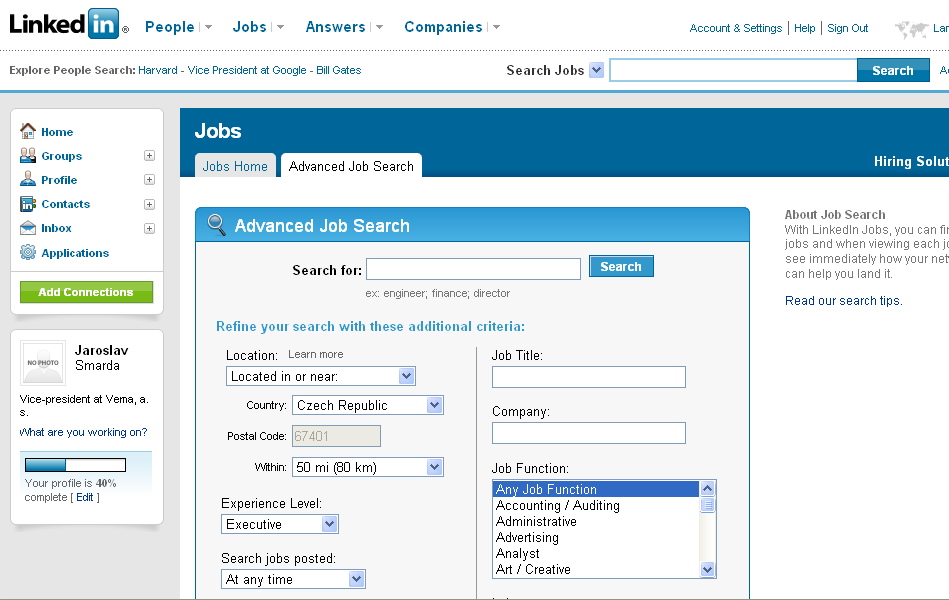 Linked in ®
People Jobs Answers Companies
Account & Settings Help Sign Out
Explore People Search: Harvard - Vice President at Google - Bill Gates
Search Jobs Search
Home
Groups
Profile
Contacts
Inbox
Applications
Add Connections
NO PHOTO
Jaroslav
Smarda
Vice-president at Vema, a.
s.
What are you working on?
Your profile is 40%
complete [ Edit ]
Jobs
Jobs Home Advanced Job Search
Hiring Solut
Advanced Job Search
Search for: Search
ex: engineer; finance; director
Refine your search with these additional criteria:
Location: Learn more
Located in or near:
Country: Czech Republic
Postal Code: 67401
Within: 50 mi (80 km)
Experience Level:
Executive
Search jobs posted:
At any time
Job Title:
Company:
Job Function:
Any Job Function
Accounting / Auditing
Administrative
Advertising
Analyst
Art / Creative
About Job Search
With LinkedIn Jobs, you can fi
jobs and when viewing each jo
see immediately how your net
can help you land it.
Read our search tips.